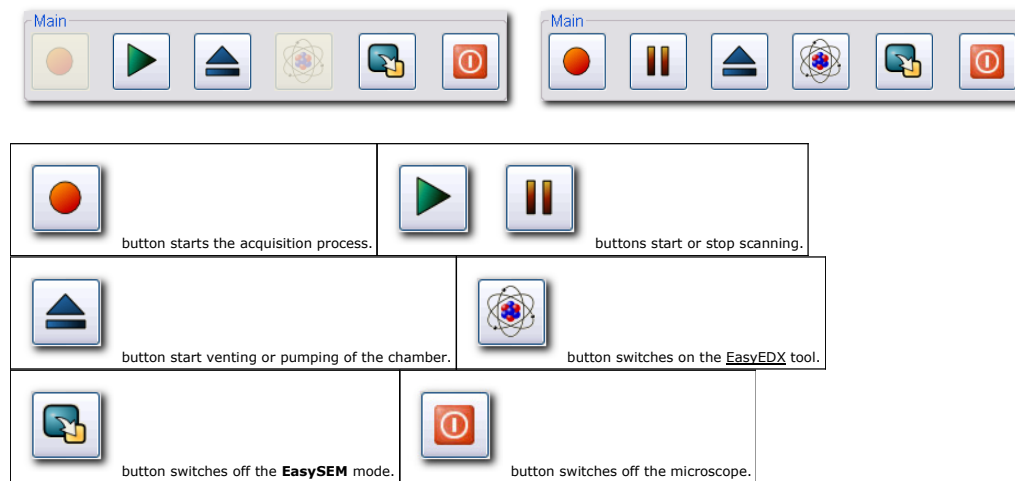 Main
Main
button starts the acquisition process.
buttons start or stop scanning.
button start venting or pumping of the chamber.
button switches on the EasyEDX tool.
button switches off the EasySEM mode.
button switches off the microscope.